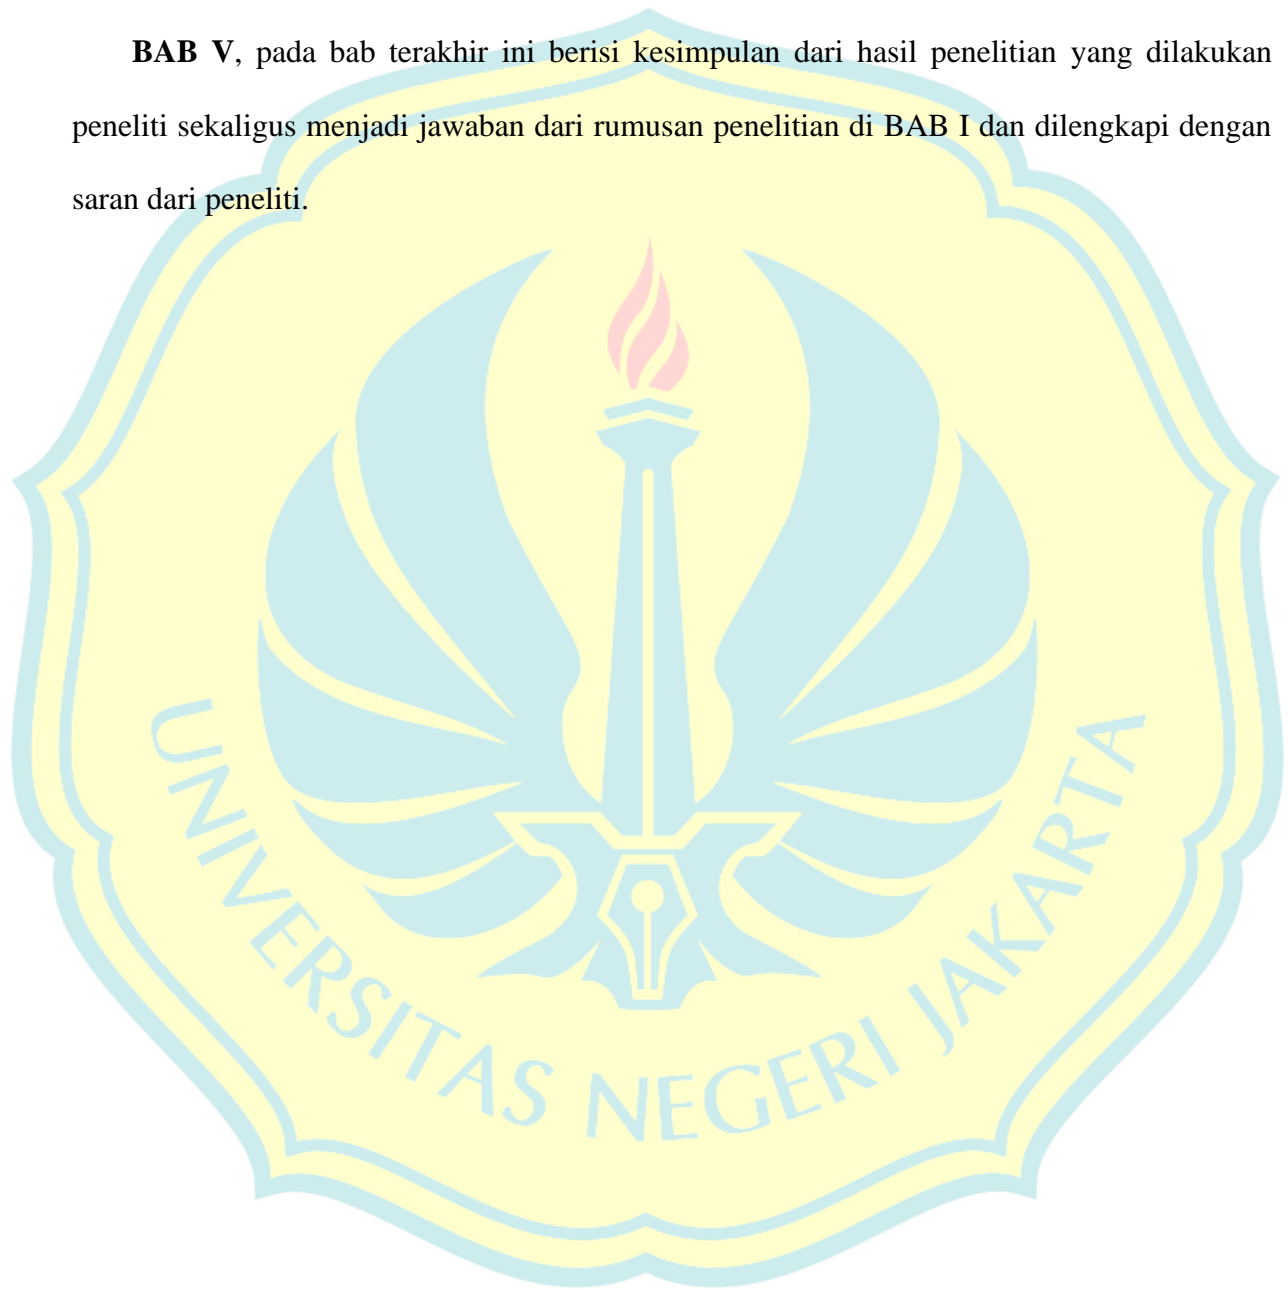 BAB V, pada bab terakhir ini berisi kesimpulan dari hasil penelitian yang dilakukan
peneliti sekaligus menjadi jawaban dari rumusan penelitian di BAB I dan dilengkapi dengan
saran dari peneliti.
UNIVERSITAS NEGERI JAKARTA